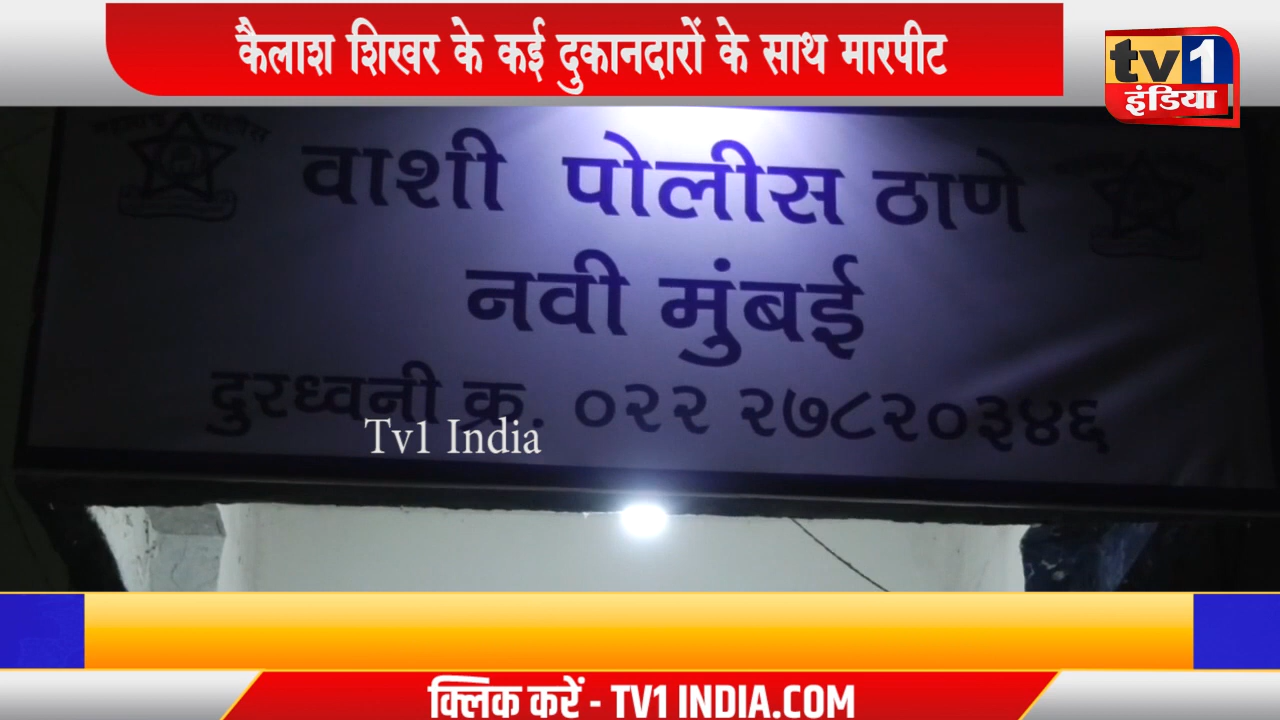 कैलाश शिखर के कई दुकानदारों के साथ मारपीट
tv1
इंडिया
वाशी पोलीस ठाणे
नवी मुंबई
दुरध्वनी क्र. ०२२ २७८२०३४६
Tv1 India
क्लिक करें - TV1 INDIA.COM